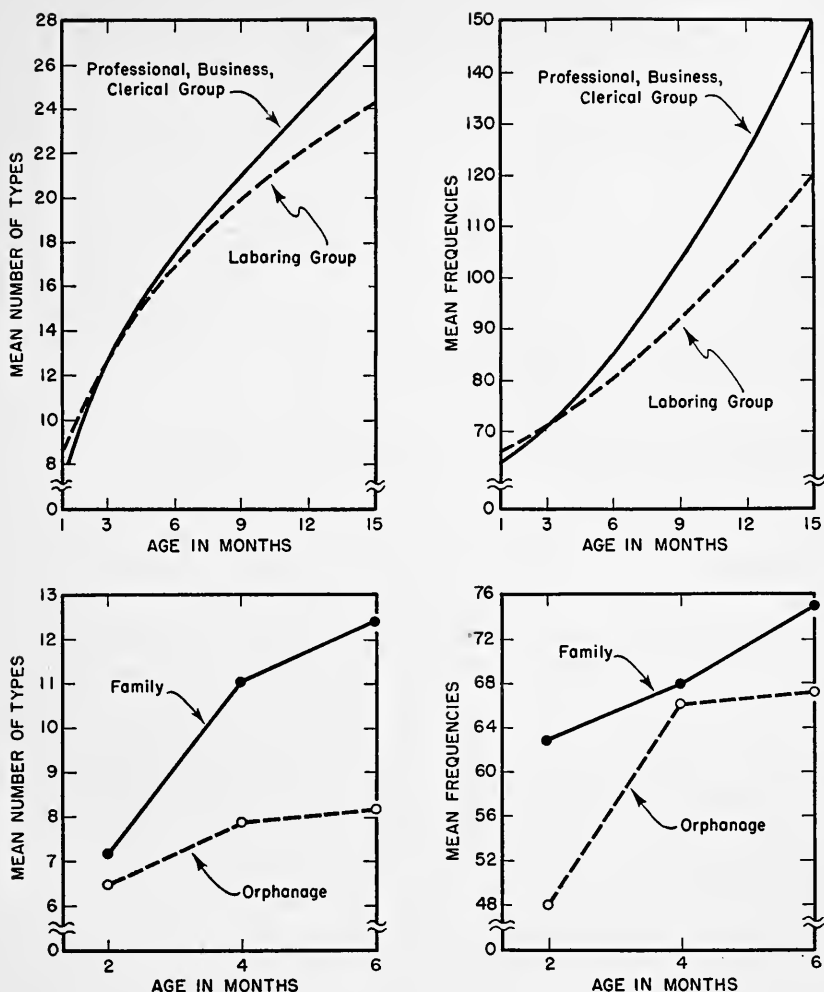 28
26
24
22
20
18
16
14
12
10
8
0
MEAN NUMBER OF TYPES
Professional, Business,
Clerical Group
Laboring Group
1 3 6 9 12 15
AGE IN MONTHS
150
140
130
120
110
100
90
80
70
0
MEAN FREQUENCIES
Professional, Business,
Clerical Group
Laboring Group
1 3 6 9 12 15
AGE IN MONTHS
13
12
11
10
9
8
7
6
0
MEAN NUMBER OF TYPES
Family
Orphanage
2 4 6
AGE IN MONTHS
76
72
68
64
60
56
52
48
0
MEAN FREQUENCIES
Family
Orphanage
2 4 6
AGE IN MONTHS